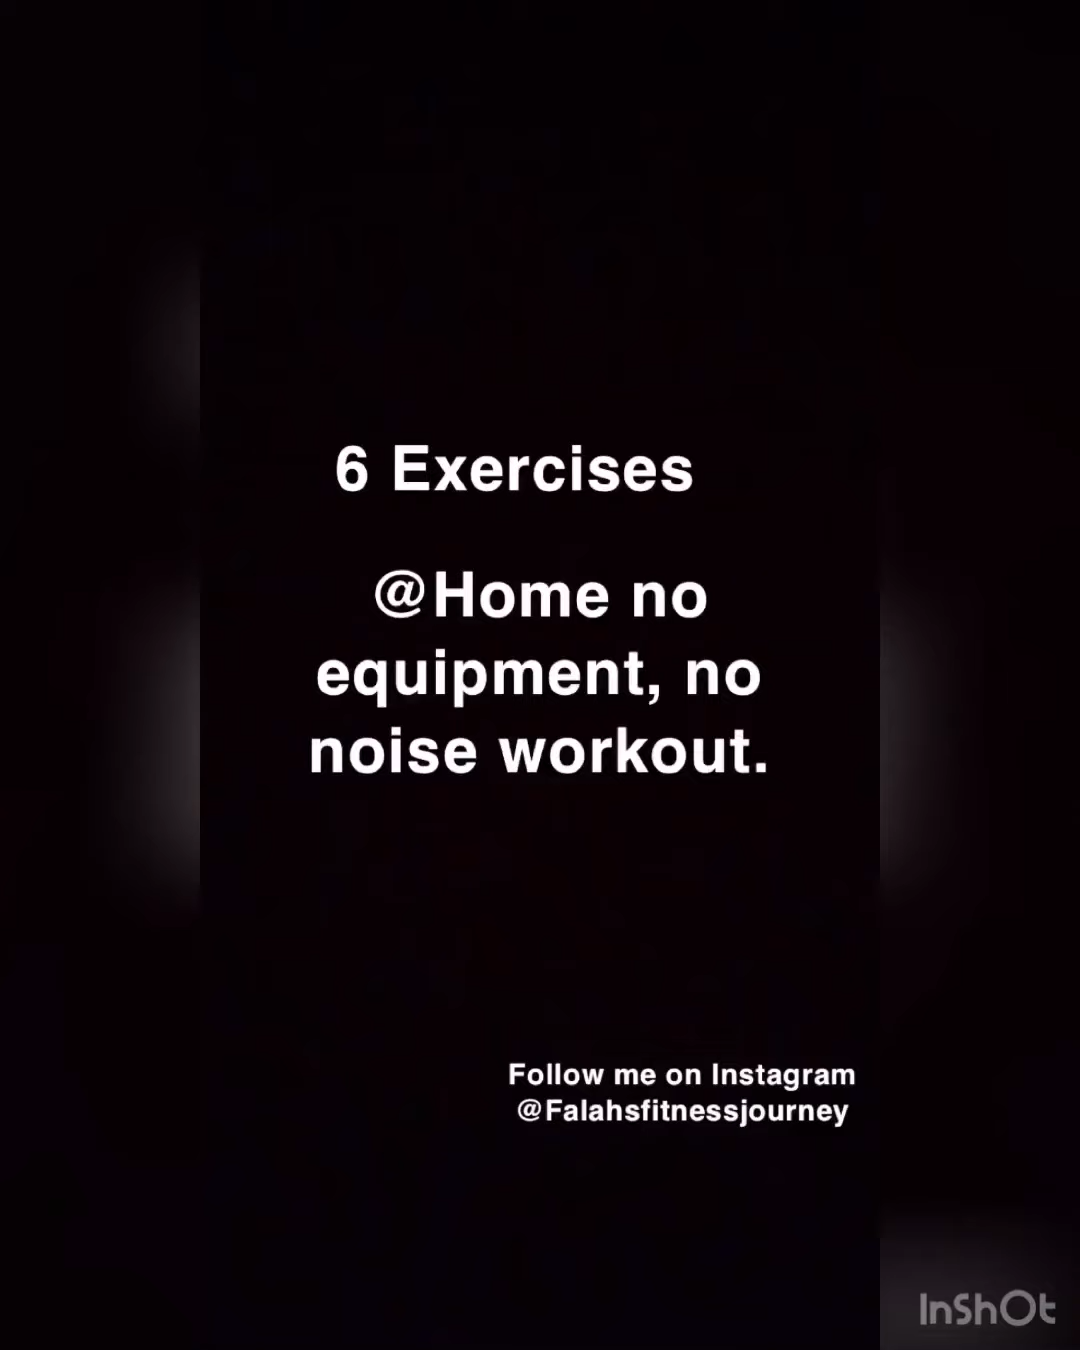 6 Exercises
@Home no
equipment, no
noise workout.
Follow me on Instagram
@Falahsfitnessjourney
InShOt